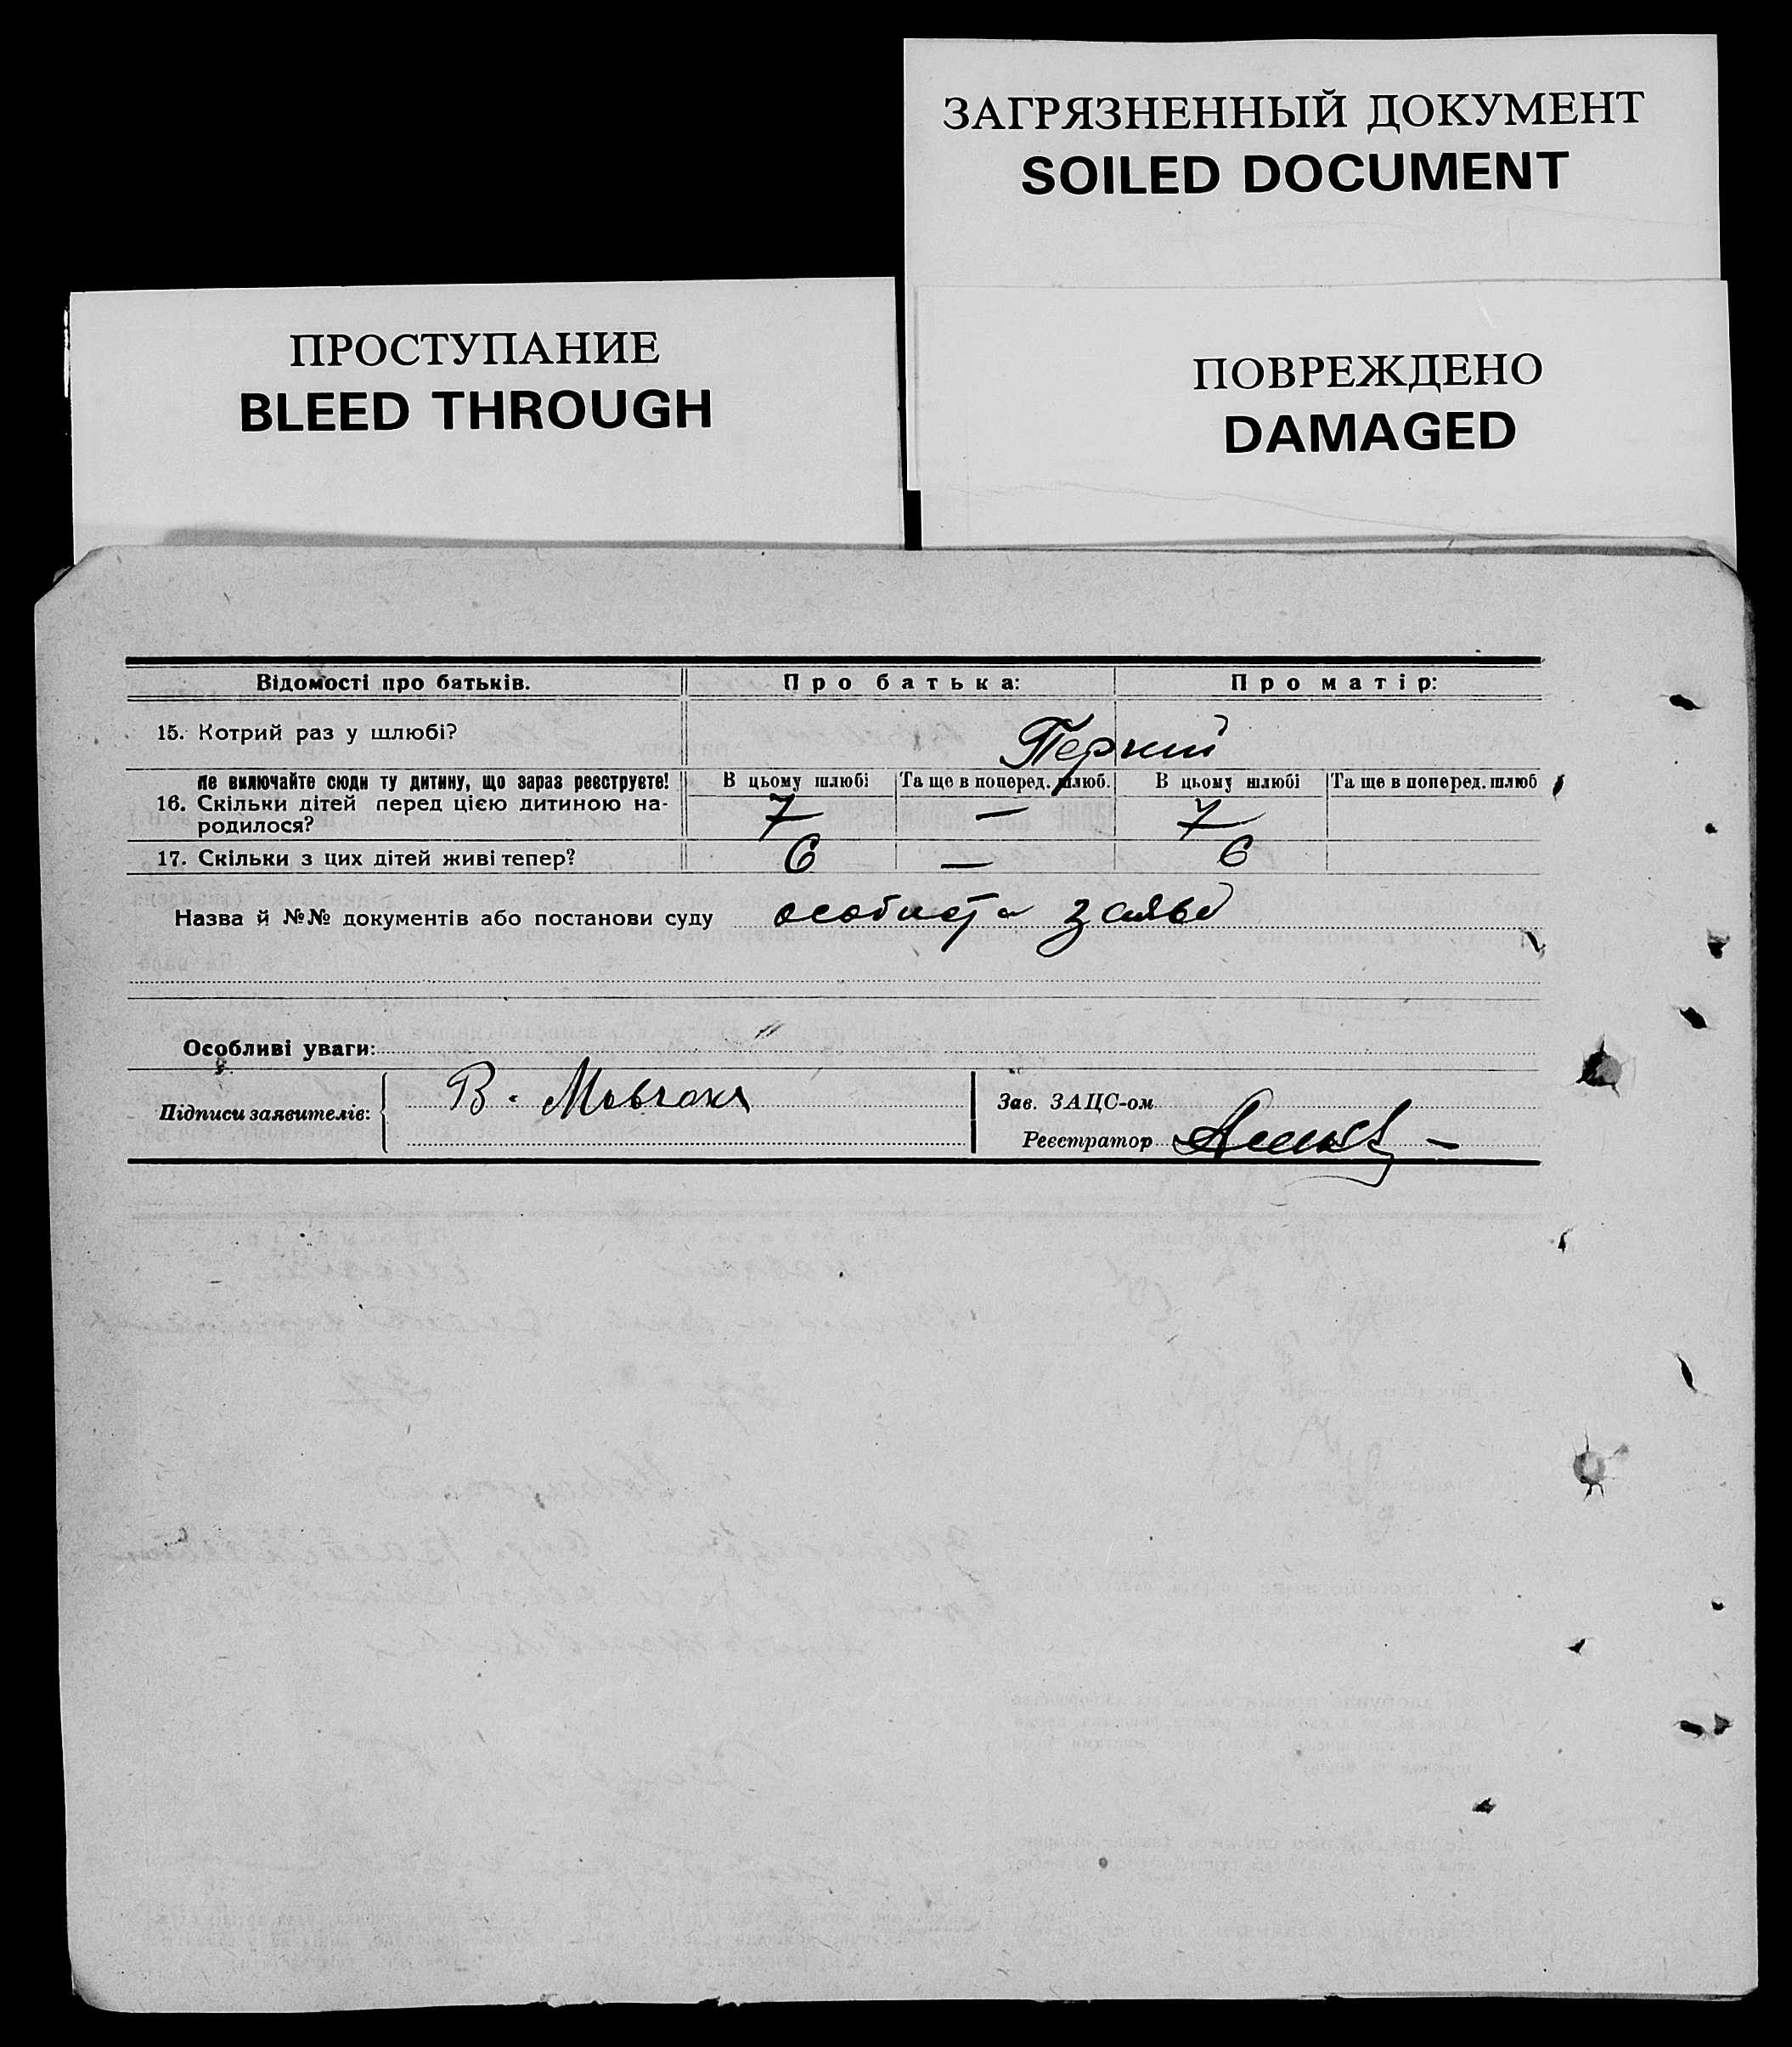 ЗАГРЯЗНЕННЫЙ ДОКУМЕНТ
SOILED DOCUMENT
ПРОСТУПАНИЕ
BLEED THROUGH
ПОВРЕЖДЕНО
DAMAGED
Відомості про батьків. Про батька: Про матір:
15. Котрий раз у шлюбі? Перший
Не включайте сюди ту дитину, що зараз реєструєте! В цьому шлюбі Та ще в поперед. шлюб. В цьому шлюбі Та ще в поперед. шлюб
16. Скільки дітей перед цією дитиною на- 7 — 7
родилося?
17. Скільки з цих дітей живі тепер? 6 — 6
Назва й №№ документів або постанови суду особиста заява
Особливі уваги:
Підписи заявителів: В.
Зав. ЗАЦС-ом
Реєстратор